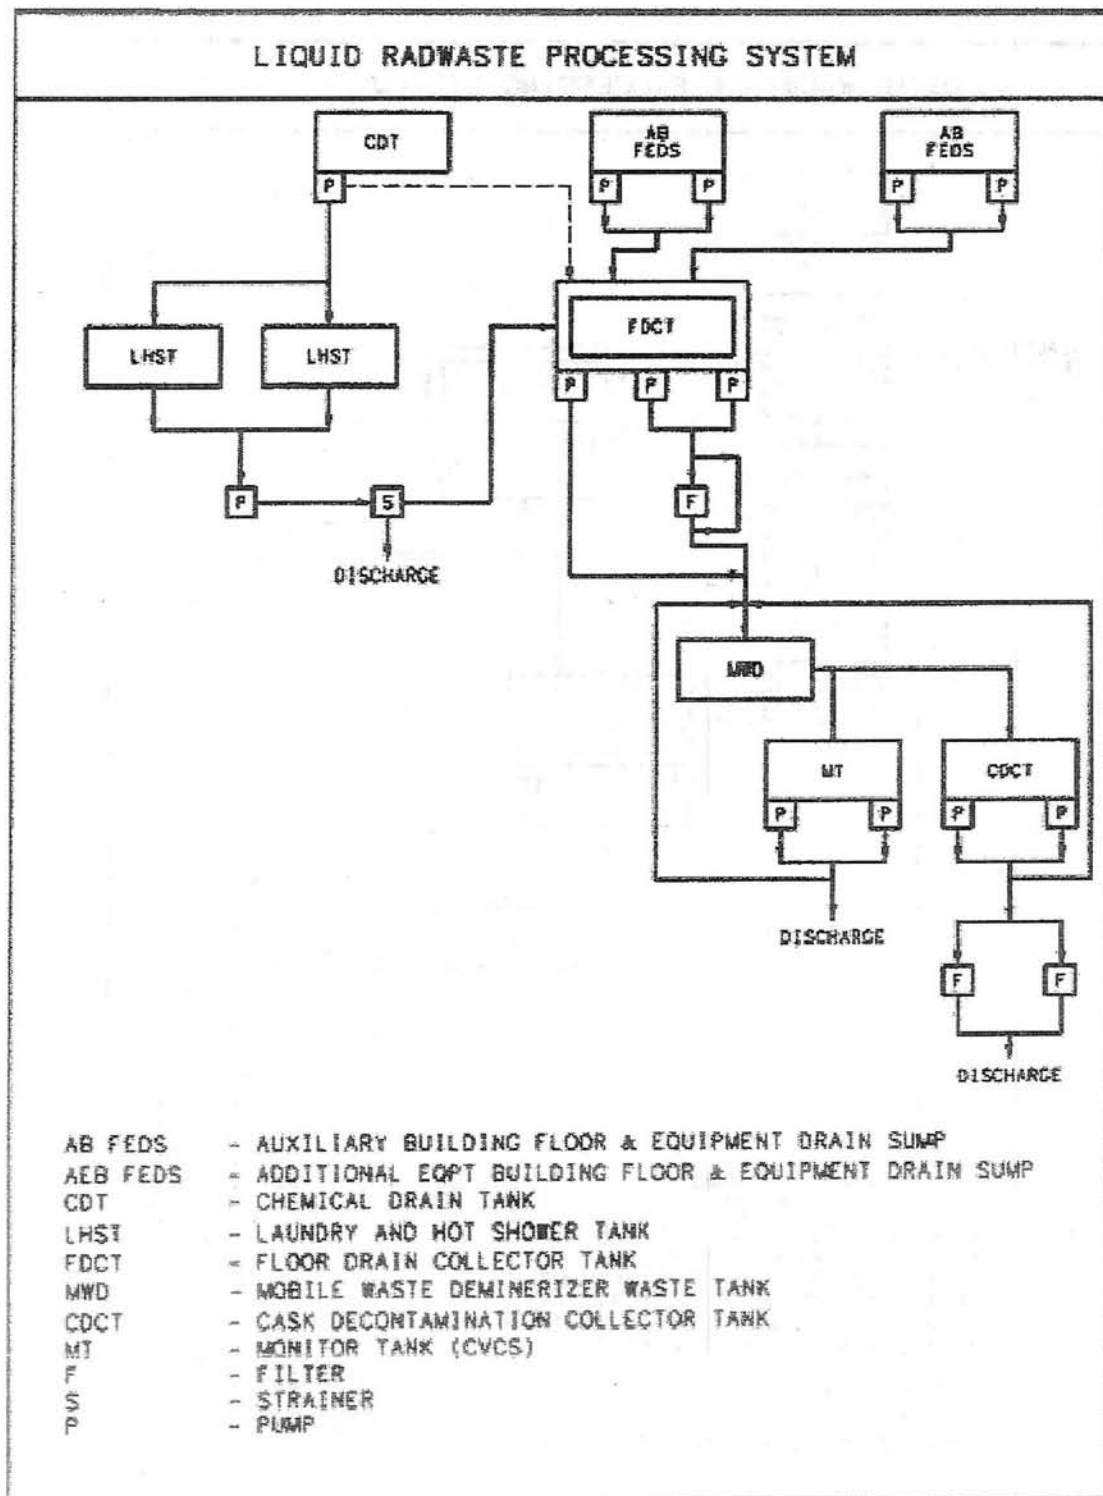 LIQUID RADWASTE PROCESSING SYSTEM
CDT
AB
FEDS
AB
FEDS
P
P
P
P
P
FDCT
LHST
LHST
P
P
P
P
S
F
DISCHARGE
MWD
MT
CDCT
P
P
P
P
DISCHARGE
F
F
DISCHARGE
AB FEDS - AUXILIARY BUILDING FLOOR & EQUIPMENT DRAIN SUMP
AEB FEDS - ADDITIONAL EQPT BUILDING FLOOR & EQUIPMENT DRAIN SUMP
CDT - CHEMICAL DRAIN TANK
LHST - LAUNDRY AND HOT SHOWER TANK
FDCT - FLOOR DRAIN COLLECTOR TANK
MWD - MOBILE WASTE DEMINERIZER WASTE TANK
CDCT - CASK DECONTAMINATION COLLECTOR TANK
MT - MONITOR TANK (CVCS)
F - FILTER
S - STRAINER
P - PUMP